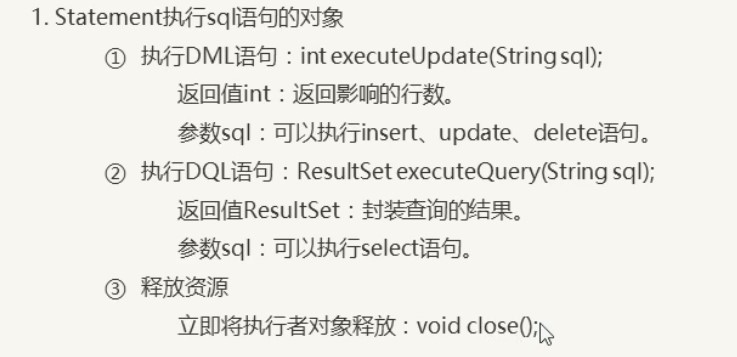 1. Statement执行sql语句的对象
① 执行DML语句：int executeUpdate(String sql);
返回值int：返回影响的行数。
参数sql：可以执行insert、update、delete语句。
② 执行DQL语句：ResultSet executeQuery(String sql);
返回值ResultSet：封装查询的结果。
参数sql：可以执行select语句。
③ 释放资源
立即将执行者对象释放：void close();